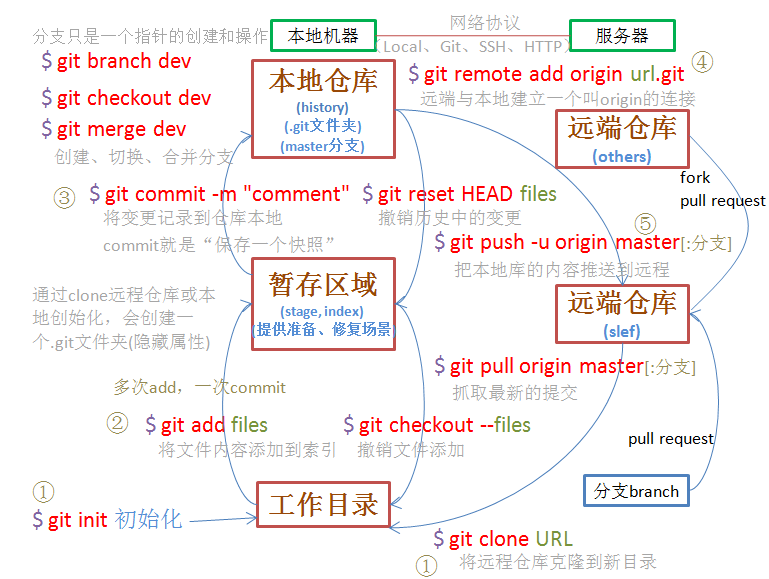 本地机器
网络协议
服务器
分支只是一个指针的创建和操作
（Local、Git、SSH、HTTP）
$ git branch dev
$ git checkout dev
$ git merge dev
创建、切换、合并分支
本地仓库
(history)
(.git文件夹)
(master分支)
$ git remote add origin url.git ④
远端与本地建立一个叫origin的连接
远端仓库
(others)
fork
pull request
③ $ git commit -m "comment"
将变更记录到仓库本地
commit就是“保存一个快照”
$ git reset HEAD files
撤销历史中的变更
⑤
$ git push -u origin master[:分支]
把本地库的内容推送到远程
通过clone远程仓库或本
地创始化，会创建一
个.git文件夹(隐藏属性)
暂存区域
(stage, index)
(提供准备、修复场景)
远端仓库
(slef)
$ git pull origin master[:分支]
抓取最新的提交
多次add，一次commit
② $ git add files
将文件内容添加到索引
$ git checkout --files
撤销文件添加
pull request
分支branch
①
$ git init 初始化
工作目录
$ git clone URL
① 将远程仓库克隆到新目录